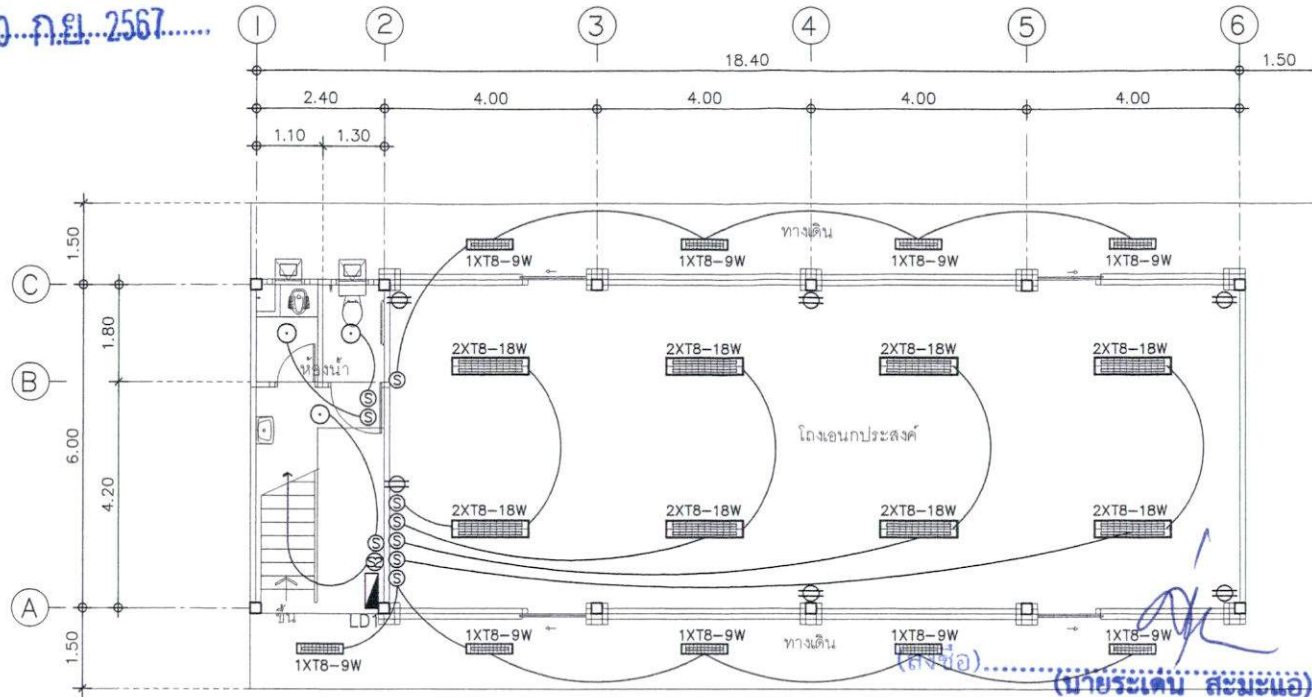 ก.ย. 2567
1 2 3 4 5 6
18.40 1.50
2.40 4.00 4.00 4.00 4.00
1.10 1.30
1.50
ทางเดิน
1XT8-9W 1XT8-9W 1XT8-9W 1XT8-9W
C
1.80
2XT8-18W 2XT8-18W 2XT8-18W 2XT8-18W
ห้องน้ำ
B
S
S
S
6.00
โถงเอนกประสงค์
4.20
S
2XT8-18W 2XT8-18W 2XT8-18W 2XT8-18W
S
S
S
S
S
A
ขึ้น
LD1
1.50
1XT8-9W 1XT8-9W 1XT8-9W 1XT8-9W
ทางเดิน
1XT8-9W
(ลงชื่อ)
(นายระเด่น สะมะแอ)